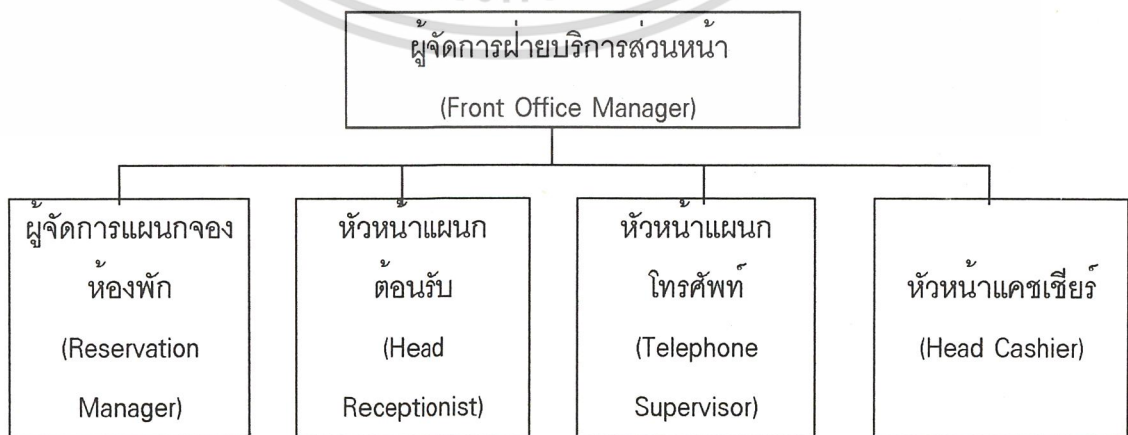 ผู้จัดการฝ่ายบริการส่วนหน้า
(Front Office Manager)
ผู้จัดการแผนกจอง
ห้องพัก
(Reservation
Manager)
หัวหน้าแผนก
ต้อนรับ
(Head
Receptionist)
หัวหน้าแผนก
โทรศัพท์
(Telephone
Supervisor)
หัวหน้าแคชเชียร์
(Head Cashier)